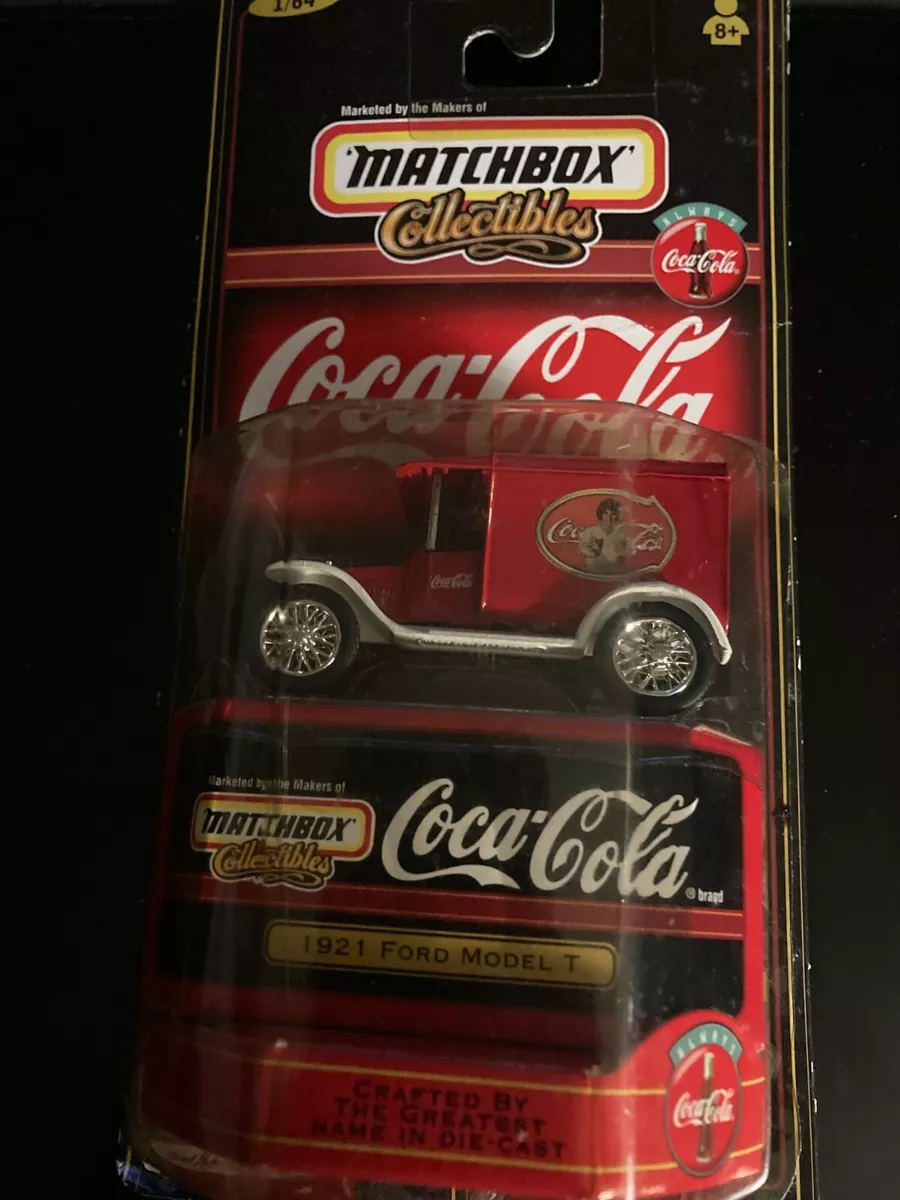 1/64
8+
Marketed by the Makers of
'MATCHBOX'
Collectibles
ALWAYS
Coca-Cola
Coca-Cola
Coca-Cola
Marketed by the Makers of
MATCHBOX
Collectibles
Coca-Cola
® brand
1921 FORD MODEL T
ALWAYS
Coca-Cola
CRAFTED BY
THE GREATEST
NAME IN DIE-CAST